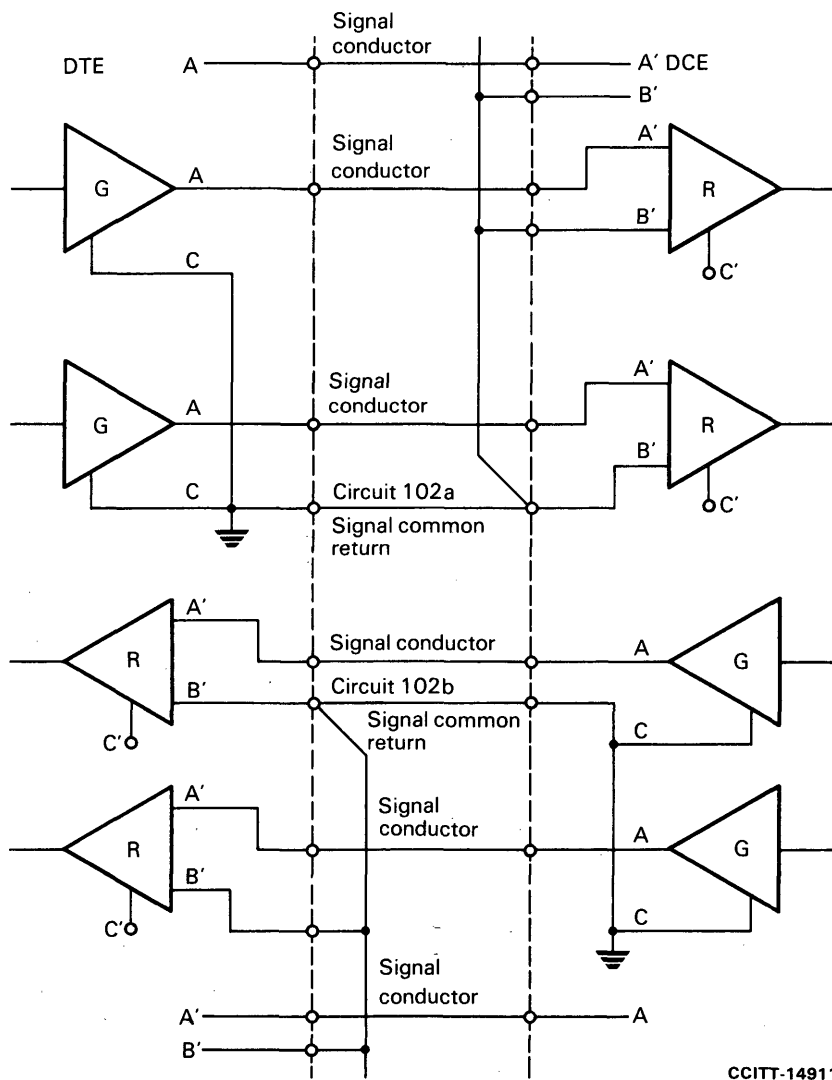 Signal
conductor
DTE A A' DCE
B'
Signal
conductor
A A'
G R
B'
C C'
Signal
conductor
A A'
G R
B'
C Circuit 102a C'
Signal common
return
A' Signal conductor A
R G
B' Circuit 102b
Signal common
return
C' C
A' Signal
conductor A
R G
B'
C' C
Signal
conductor
A' A
B'
CCITT-1491